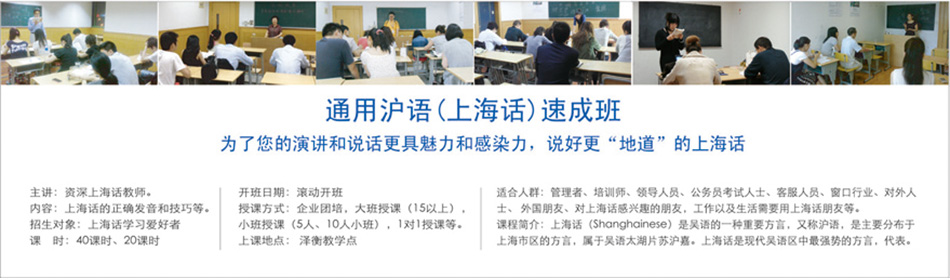 通用沪语(上海话)速成班
为了您的演讲和说话更具魅力和感染力，说好更“地道”的上海话
主讲：资深上海话教师。
内容：上海话的正确发音和技巧等。
招生对象：上海话学习爱好者
课　时：40课时、20课时
开班日期：滚动开班
授课方式：企业团培，大班授课（15以上），
小班授课（5人、10人小班），1对1授课等。
上课地点： 泽衡教学点
适合人群：管理者、培训师、领导人员、公务员考试人士、客服人员、窗口行业、对外人
士、外国朋友、对上海话感兴趣的朋友，工作以及生活需要用上海话朋友等。
课程简介：上海话（Shanghainese）是吴语的一种重要方言，又称沪语，是主要分布于
上海市区的方言，属于吴语太湖片苏沪嘉。上海话是现代吴语区中最强势的方言，代表。